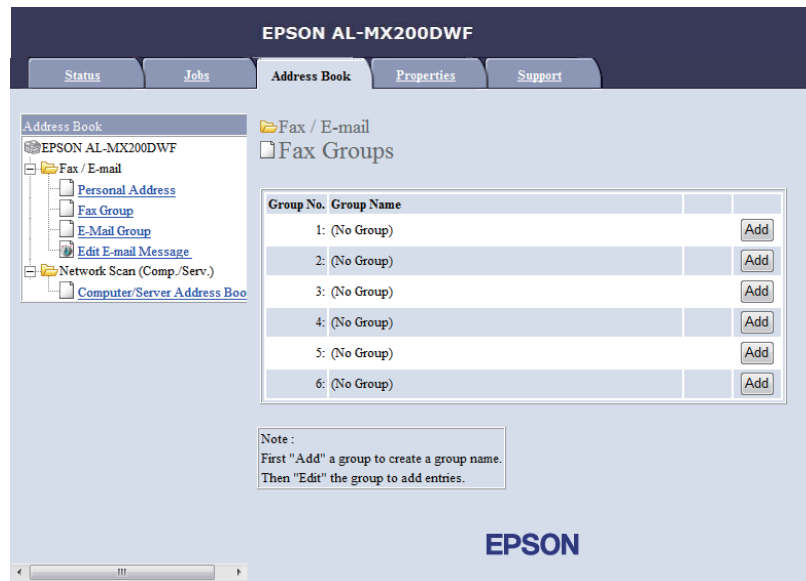 EPSON AL-MX200DWF
Status Jobs Address Book Properties Support
Address Book
EPSON AL-MX200DWF
Fax / E-mail
Personal Address
Fax Group
E-Mail Group
Edit E-mail Message
Network Scan (Comp./Serv.)
Computer/Server Address Boo
Fax / E-mail
Fax Groups
Group No. Group Name
1: (No Group) Add
2: (No Group) Add
3: (No Group) Add
4: (No Group) Add
5: (No Group) Add
6: (No Group) Add
Note :
First "Add" a group to create a group name.
Then "Edit" the group to add entries.
EPSON